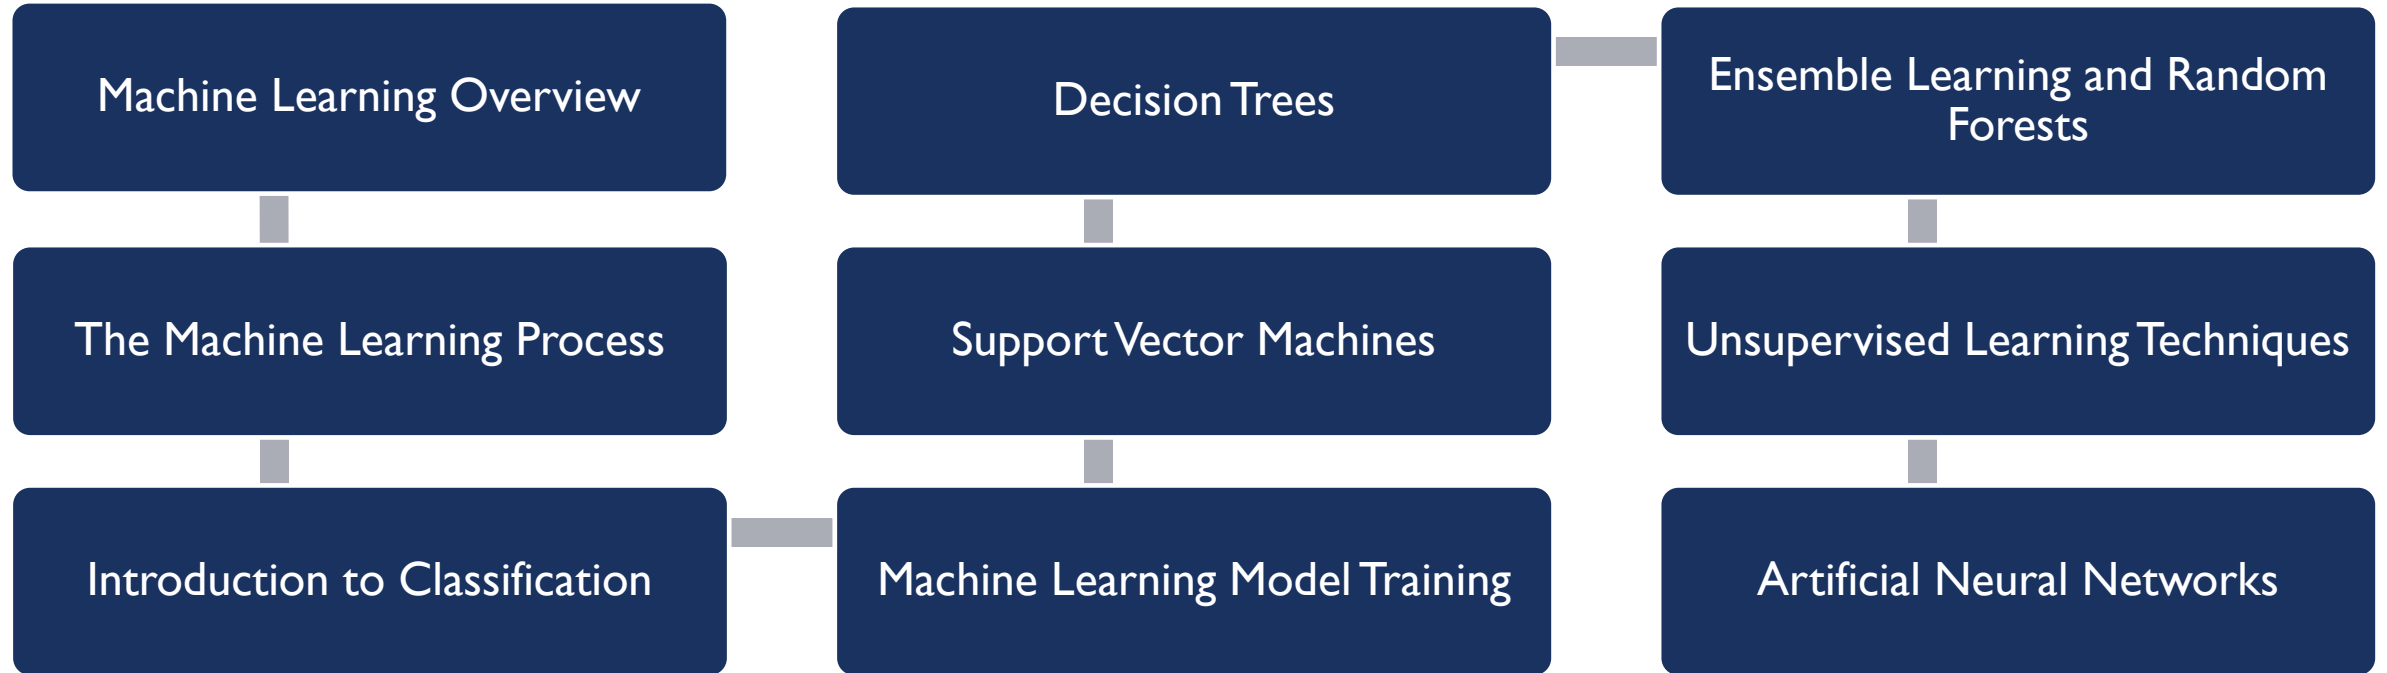 Machine Learning Overview
The Machine Learning Process
Introduction to Classification
Machine Learning Model Training
Support Vector Machines
Decision Trees
Ensemble Learning and Random
Forests
Unsupervised Learning Techniques
Artificial Neural Networks